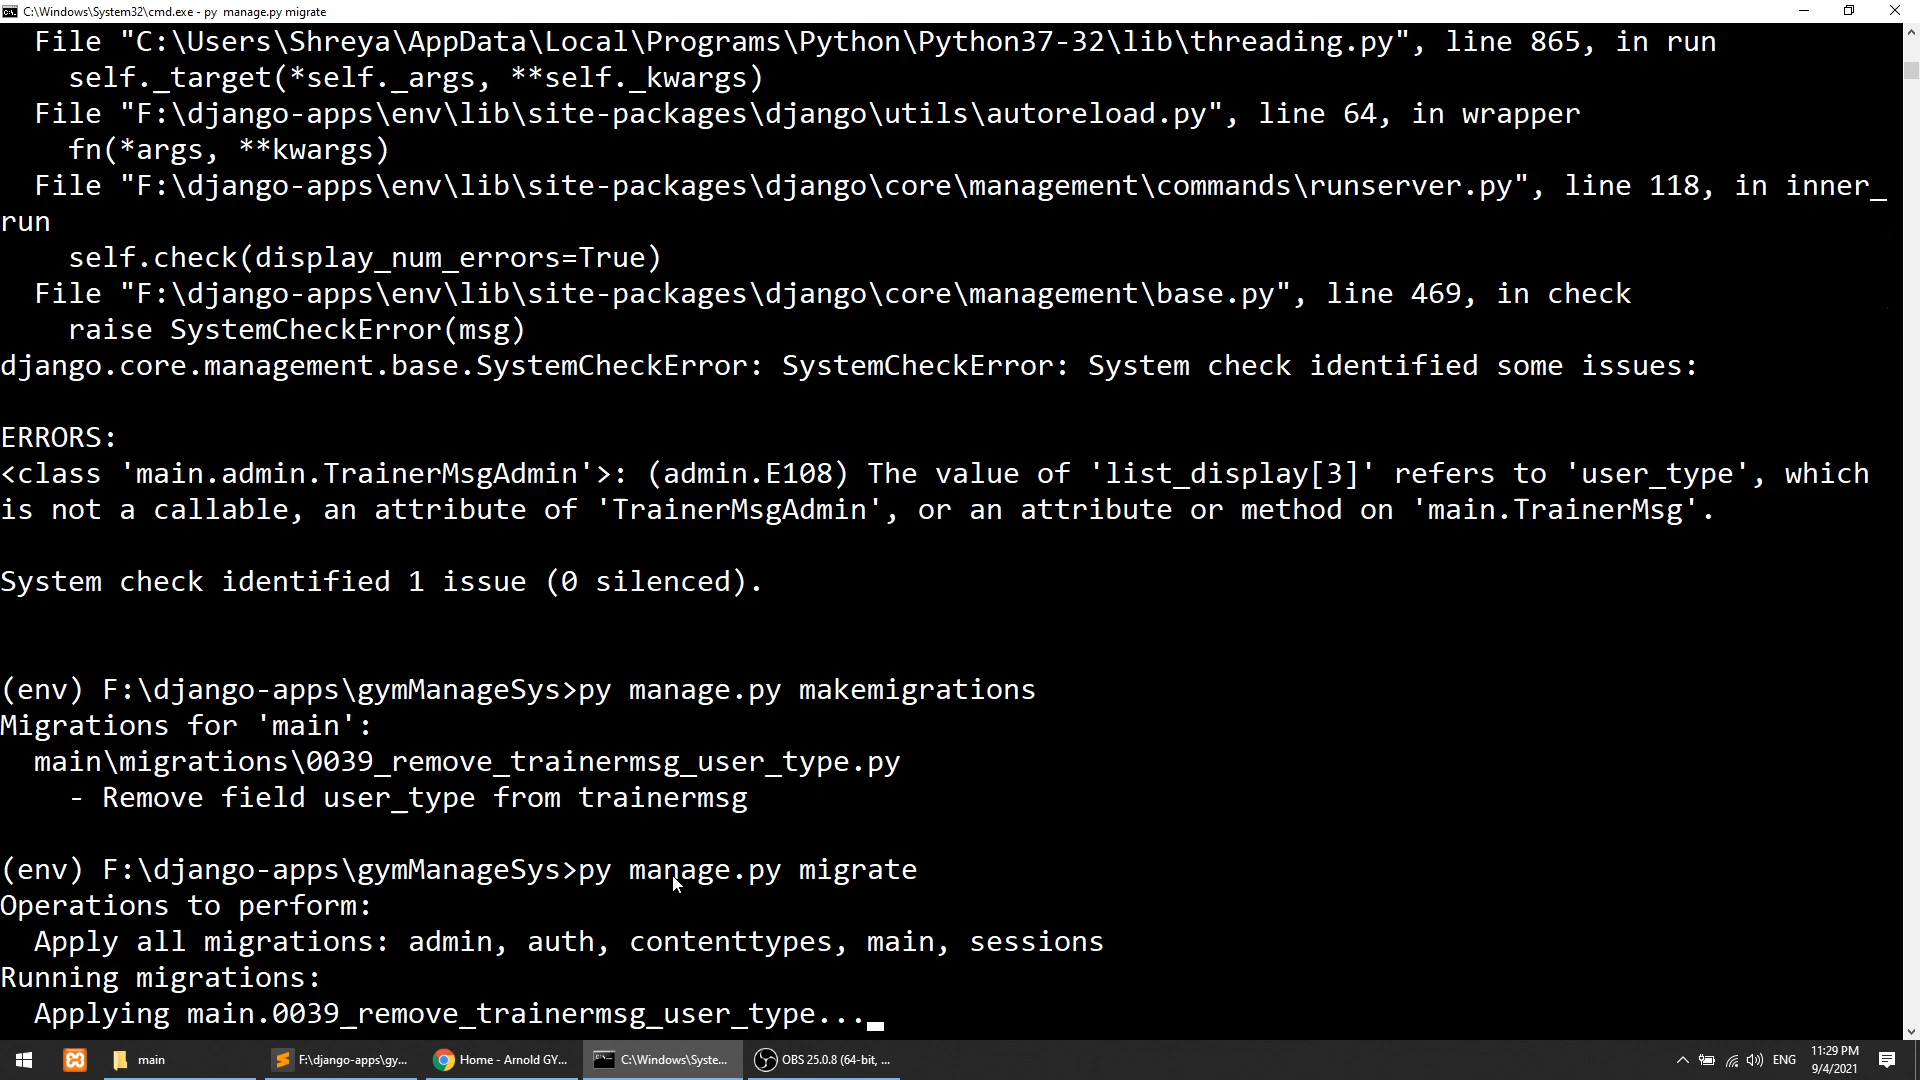 C:\Windows\System32\cmd.exe - py  manage.py migrate
  File "C:\Users\Shreya\AppData\Local\Programs\Python\Python37-32\lib\threading.py", line 865, in run
    self._target(*self._args, **self._kwargs)
  File "F:\django-apps\env\lib\site-packages\django\utils\autoreload.py", line 64, in wrapper
    fn(*args, **kwargs)
  File "F:\django-apps\env\lib\site-packages\django\core\management\commands\runserver.py", line 118, in inner_
run
    self.check(display_num_errors=True)
  File "F:\django-apps\env\lib\site-packages\django\core\management\base.py", line 469, in check
    raise SystemCheckError(msg)
django.core.management.base.SystemCheckError: SystemCheckError: System check identified some issues:

ERRORS:
<class 'main.admin.TrainerMsgAdmin'>: (admin.E108) The value of 'list_display[3]' refers to 'user_type', which
is not a callable, an attribute of 'TrainerMsgAdmin', or an attribute or method on 'main.TrainerMsg'.

System check identified 1 issue (0 silenced).

(env) F:\django-apps\gymManageSys>py manage.py makemigrations
Migrations for 'main':
  main\migrations\0039_remove_trainermsg_user_type.py
    - Remove field user_type from trainermsg

(env) F:\django-apps\gymManageSys>py manage.py migrate
Operations to perform:
  Apply all migrations: admin, auth, contenttypes, main, sessions
Running migrations:
  Applying main.0039_remove_trainermsg_user_type...
main
F:\django-apps\gy...
Home - Arnold GY...
C:\Windows\Syste...
OBS 25.0.8 (64-bit, ...
ENG
11:29 PM
9/4/2021